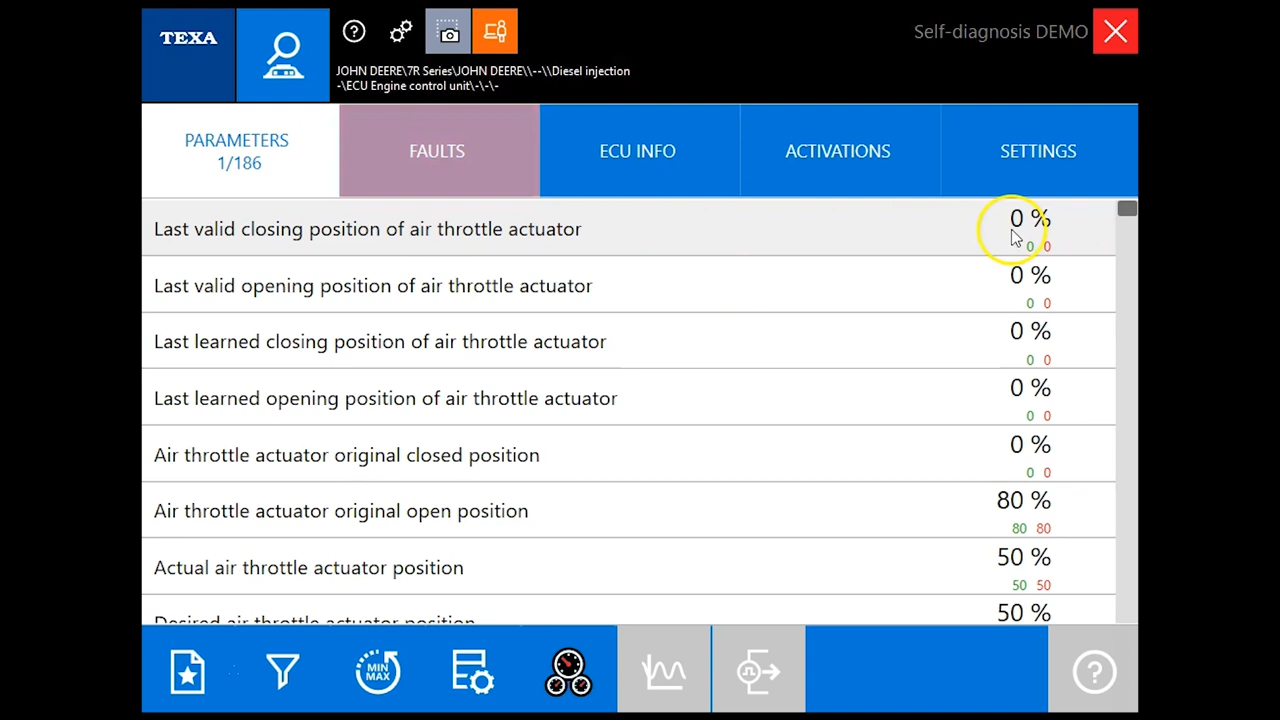 TEXA
Self-diagnosis DEMO
JOHN DEERE\7R Series\JOHN DEERE\\--\\Diesel injection
-\ECU Engine control unit\-\-\-
PARAMETERS
1/186
FAULTS
ECU INFO
ACTIVATIONS
SETTINGS
Last valid closing position of air throttle actuator
0 %
0 0
Last valid opening position of air throttle actuator
0 %
0 0
Last learned closing position of air throttle actuator
0 %
0 0
Last learned opening position of air throttle actuator
0 %
0 0
Air throttle actuator original closed position
0 %
0 0
Air throttle actuator original open position
80 %
80 80
Actual air throttle actuator position
50 %
50 50
Desired air throttle actuator position
50 %
MIN
MAX